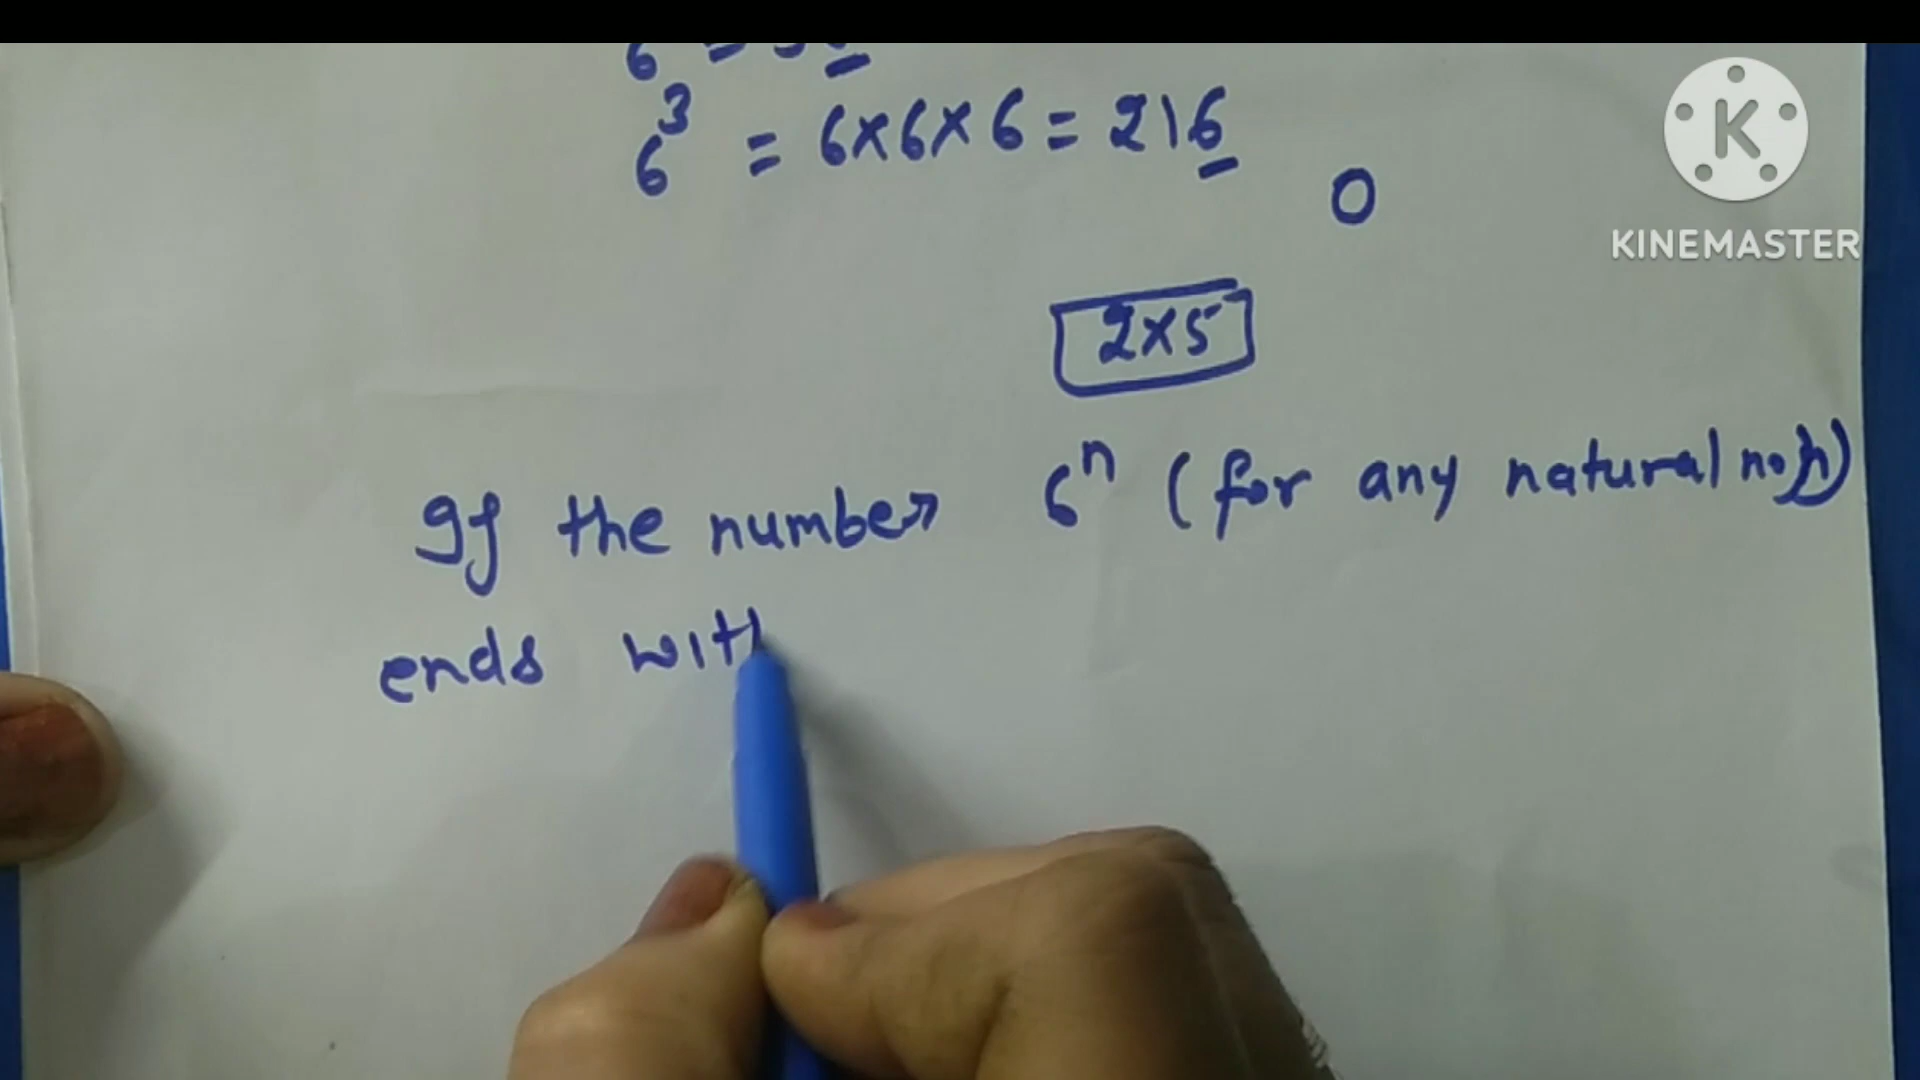 6³ = 6×6×6 = 216
0
2×5
If the number 6ⁿ (for any natural no. n)
ends with
K
KINEMASTER